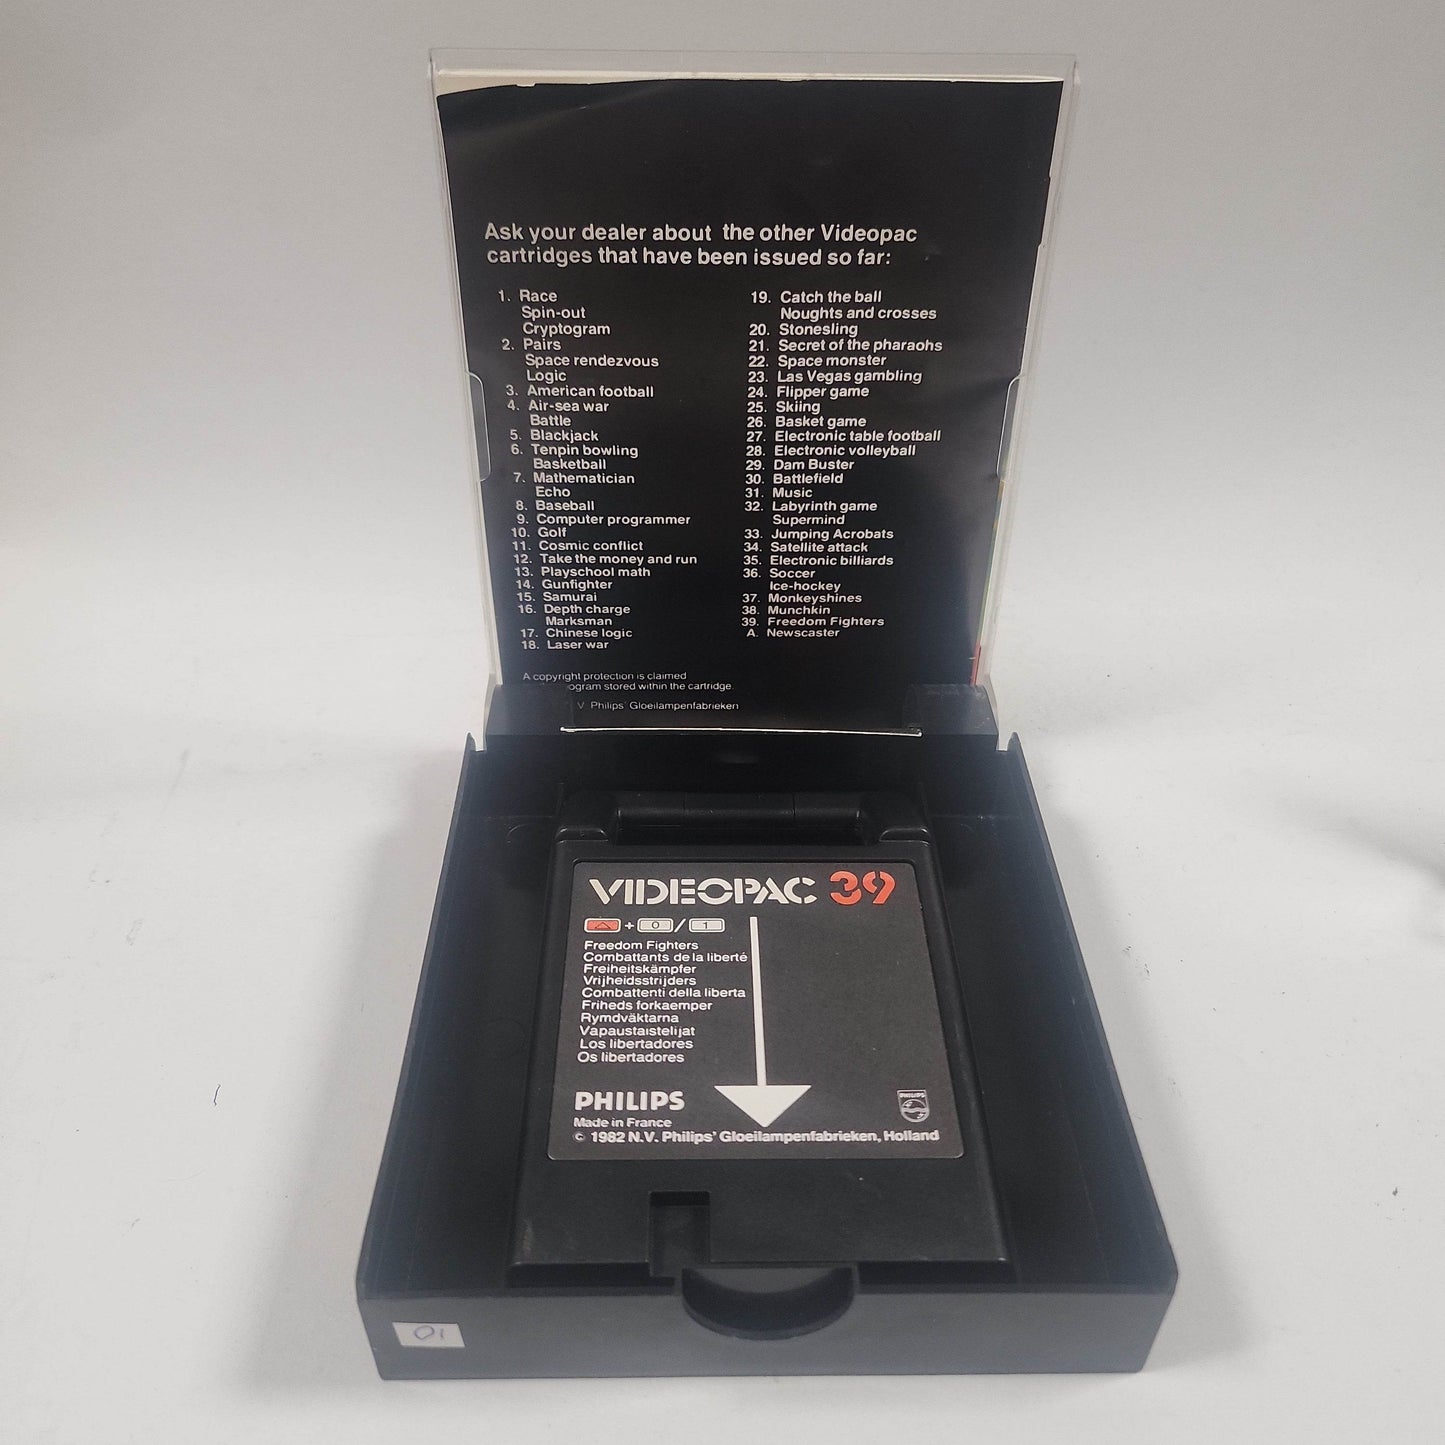 Ask your dealer about the other Videopac
cartridges that have been issued so far:
1. Race
Spin-out
Cryptogram
2. Pairs
Space rendezvous
Logic
3. American football
4. Air-sea war
Battle
5. Blackjack
6. Tenpin bowling
Basketball
7. Mathematician
Echo
8. Baseball
9. Computer programmer
10. Golf
11. Cosmic conflict
12. Take the money and run
13. Playschool math
14. Gunfighter
15. Samurai
16. Depth charge
Marksman
17. Chinese logic
18. Laser war
19. Catch the ball
Noughts and crosses
20. Stonesling
21. Secret of the pharaohs
22. Space monster
23. Las Vegas gambling
24. Flipper game
25. Skiing
26. Basket game
27. Electronic table football
28. Electronic volleyball
29. Dam Buster
30. Battlefield
31. Music
32. Labyrinth game
Supermind
33. Jumping Acrobats
34. Satellite attack
35. Electronic billiards
36. Soccer
Ice-hockey
37. Monkeyshines
38. Munchkin
39. Freedom Fighters
A. Newscaster
A copyright protection is claimed
stored within the cartridge.
V. Philips' Gloeilampenfabrieken
VIDEOPAC 39
+ 0 / 1
Freedom Fighters
Combattants de la liberté
Freiheitskämpfer
Vrijheidsstrijders
Combattenti della liberta
Friheds forkaemper
Rymdväktarna
Vapaustaistelijat
Los libertadores
Os libertadores
PHILIPS
Made in France
© 1982 N.V. Philips' Gloeilampenfabrieken, Holland
PHILIPS